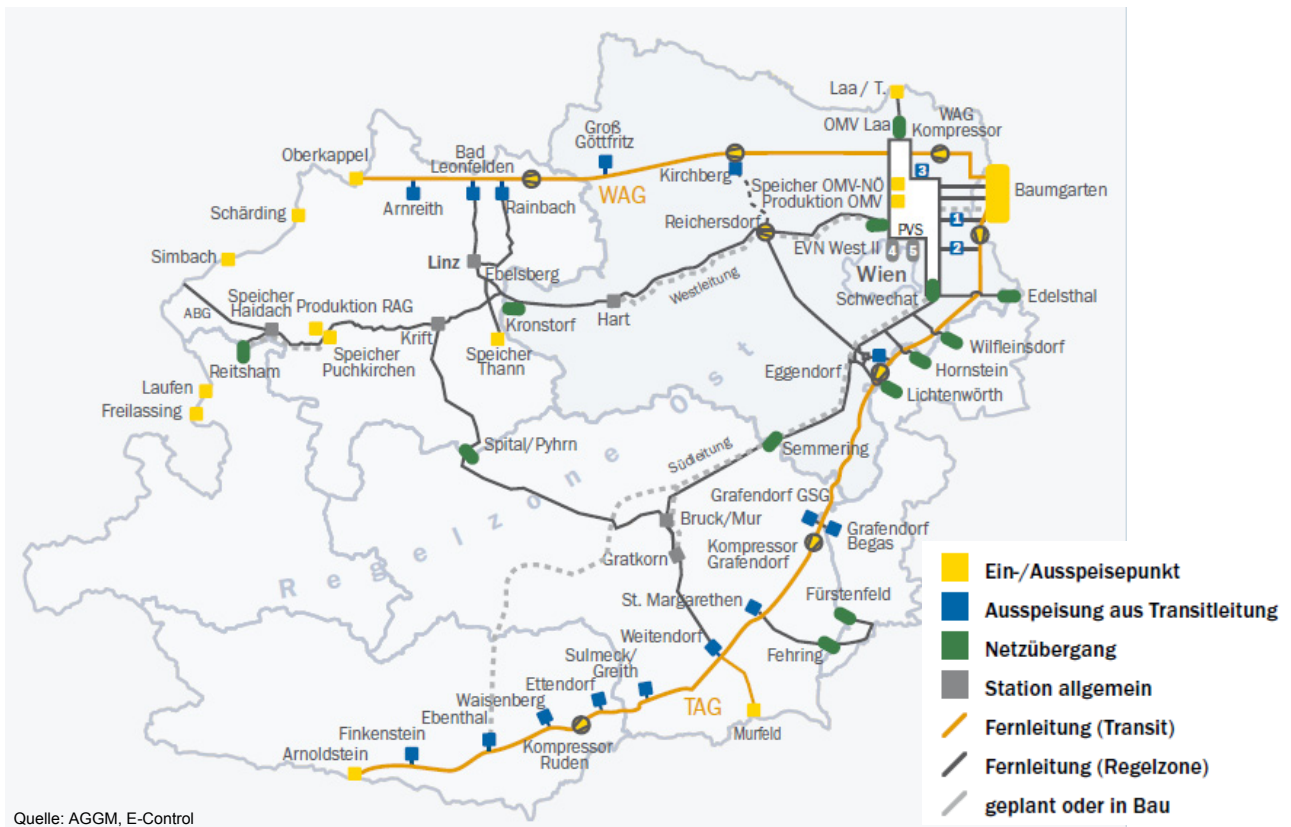 Laa / T.
OMV Laa
WAG
Kompressor
Groß
Göttfritz
Bad
Leonfelden
Oberkappel
Kirchberg
3
Speicher OMV-NÖ
Produktion OMV
Baumgarten
Arnreith
Rainbach
WAG
Schärding
Reichersdorf
1
EVN West II
PVS
2
4
5
Simbach
Linz
Ebelsberg
Wien
Westleitung
Schwechat
Edelsthal
ABG
Speicher
Haidach
Produktion RAG
Kronstorf
Hart
Krift
Speicher
Puchkirchen
Speicher
Thann
Reitsham
Wilfleinsdorf
Hornstein
Eggendorf
Lichtenwörth
Laufen
Freilassing
Spital/Pyhrn
Südleitung
Semmering
Regelzone Ost
Grafendorf GSG
Bruck/Mur
Grafendorf
Begas
Kompressor
Grafendorf
Gratkorn
St. Margarethen
Fürstenfeld
Weitendorf
Fehring
Sulmeck/
Greith
Ettendorf
Waisenberg
Ebenthal
TAG
Murfeld
Finkenstein
Arnoldstein
Kompressor
Ruden
Ein-/Ausspeisepunkt
Ausspeisung aus Transitleitung
Netzübergang
Station allgemein
Fernleitung (Transit)
Fernleitung (Regelzone)
geplant oder in Bau
Quelle: AGGM, E-Control